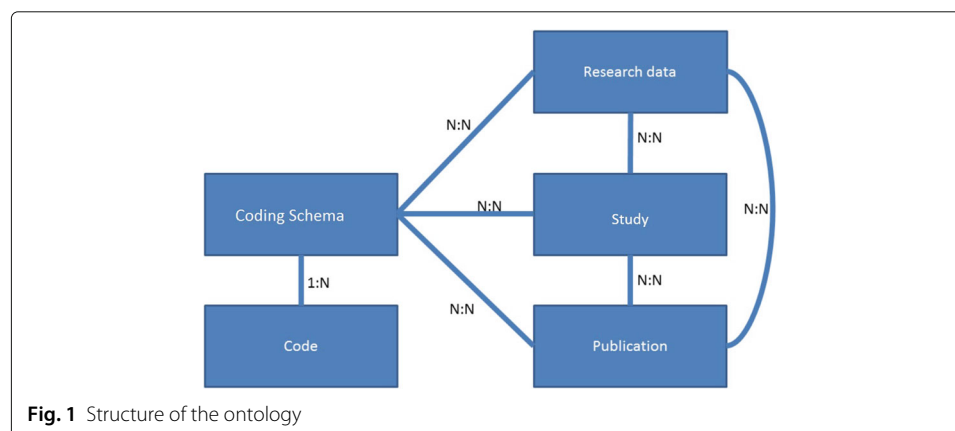 Research data
N:N
N:N
Coding Schema
N:N
Study
N:N
1:N
N:N
N:N
Code
Publication
Fig. 1 Structure of the ontology